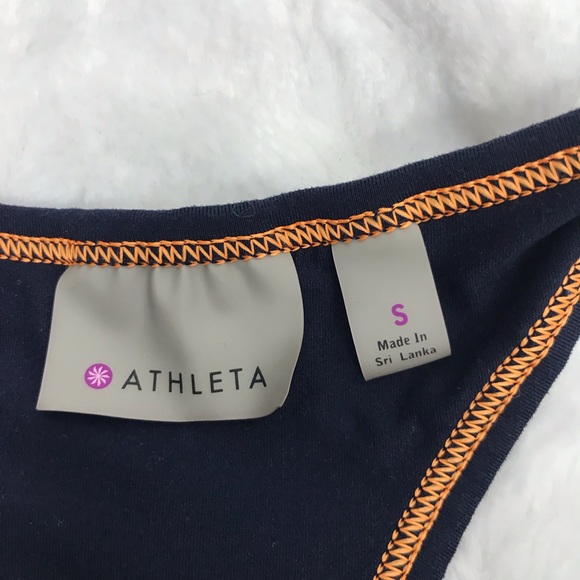 ATHLETA
S
Made In
Sri Lanka